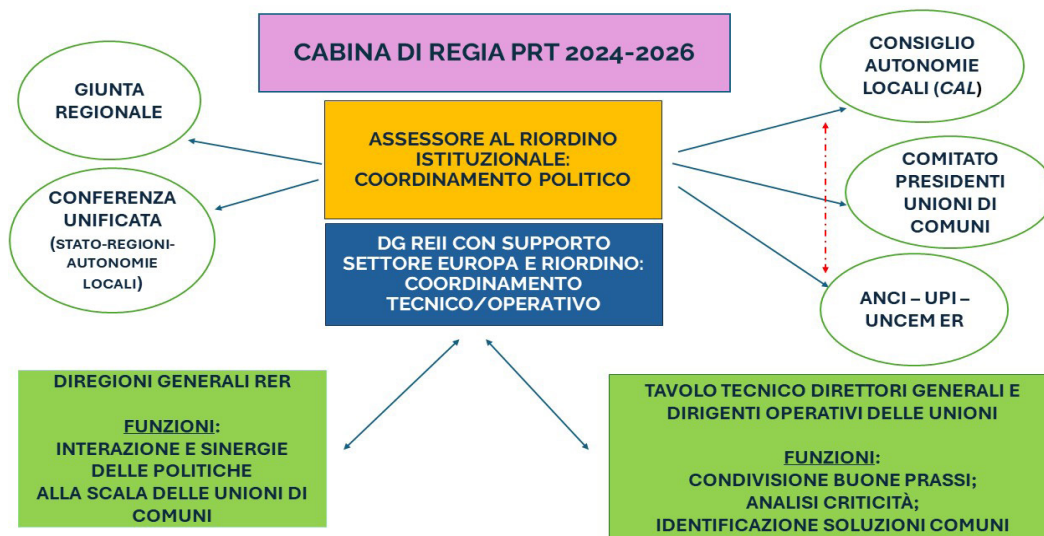 CABINA DI REGIA PRT 2024-2026
GIUNTA
REGIONALE
CONFERENZA
UNIFICATA
(STATO-REGIONI-
AUTONOMIE
LOCALI)
ASSESSORE AL RIORDINO
ISTITUZIONALE:
COORDINAMENTO POLITICO
DG REII CON SUPPORTO
SETTORE EUROPA E RIORDINO:
COORDINAMENTO
TECNICO/OPERATIVO
CONSIGLIO
AUTONOMIE
LOCALI (CAL)
COMITATO
PRESIDENTI
UNIONI DI
COMUNI
ANCI – UPI –
UNCEM ER
DIREGIONI GENERALI RER
FUNZIONI:
INTERAZIONE E SINERGIE
DELLE POLITICHE
ALLA SCALA DELLE UNIONI DI
COMUNI
TAVOLO TECNICO DIRETTORI GENERALI E
DIRIGENTI OPERATIVI DELLE UNIONI
FUNZIONI:
CONDIVISIONE BUONE PRASSI;
ANALISI CRITICITÀ;
IDENTIFICAZIONE SOLUZIONI COMUNI